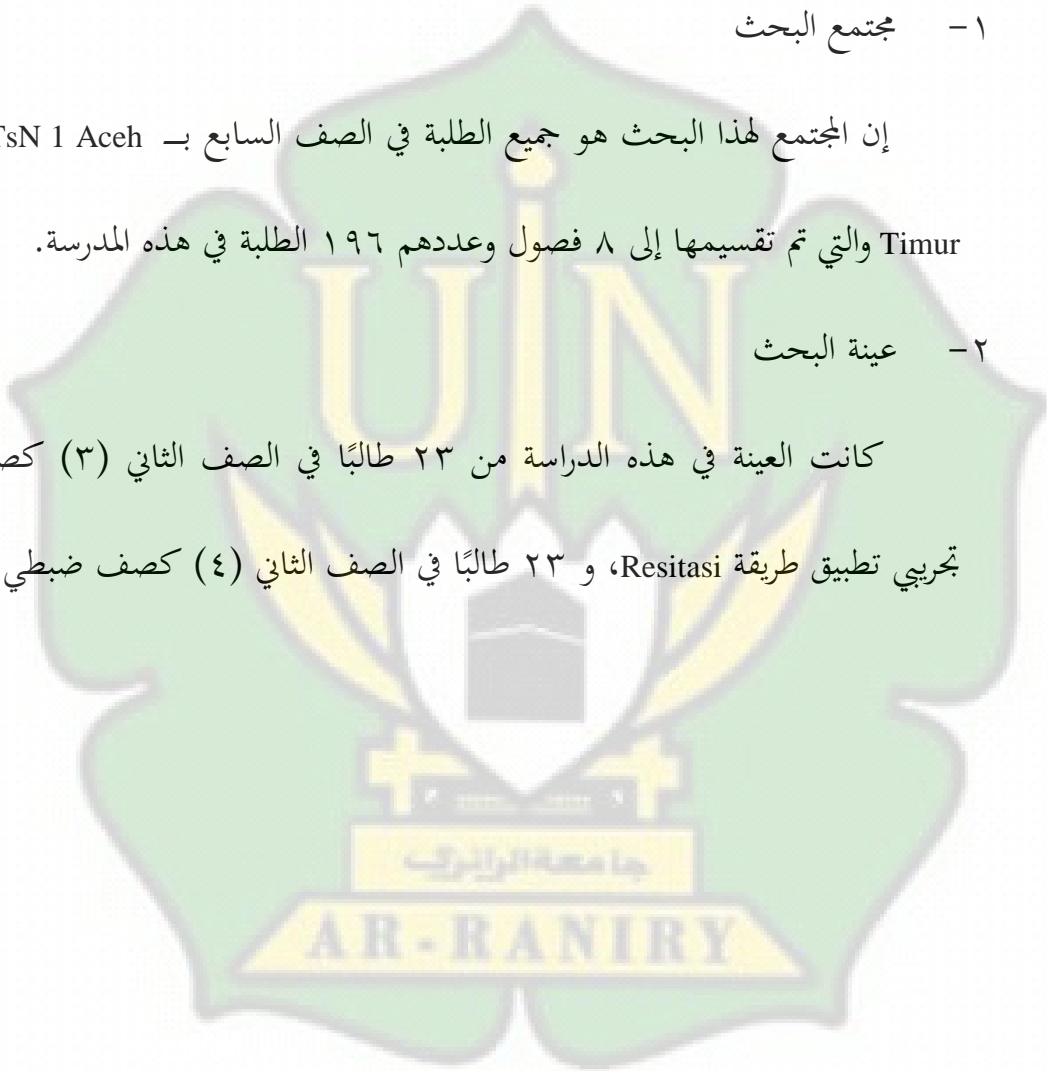 ١- مجتمع البحث
إن المجتمع لهذا البحث هو جميع الطلبة في الصف السابع بـــ TsN 1 Aceh
Timur والتي تم تقسيمها إلى ٨ فصول وعددهم ١٩٦ الطلبة في هذه المدرسة.
٢- عينة البحث
كانت العينة في هذه الدراسة من ٢٣ طالبًا في الصف الثاني (٣)
تجريبي تطبيق طريقة Resitasi، و ٢٣ طالبًا في الصف الثاني (٤) كصف ضبطي
UIN
جامعة الرانري
AR-RANIRY